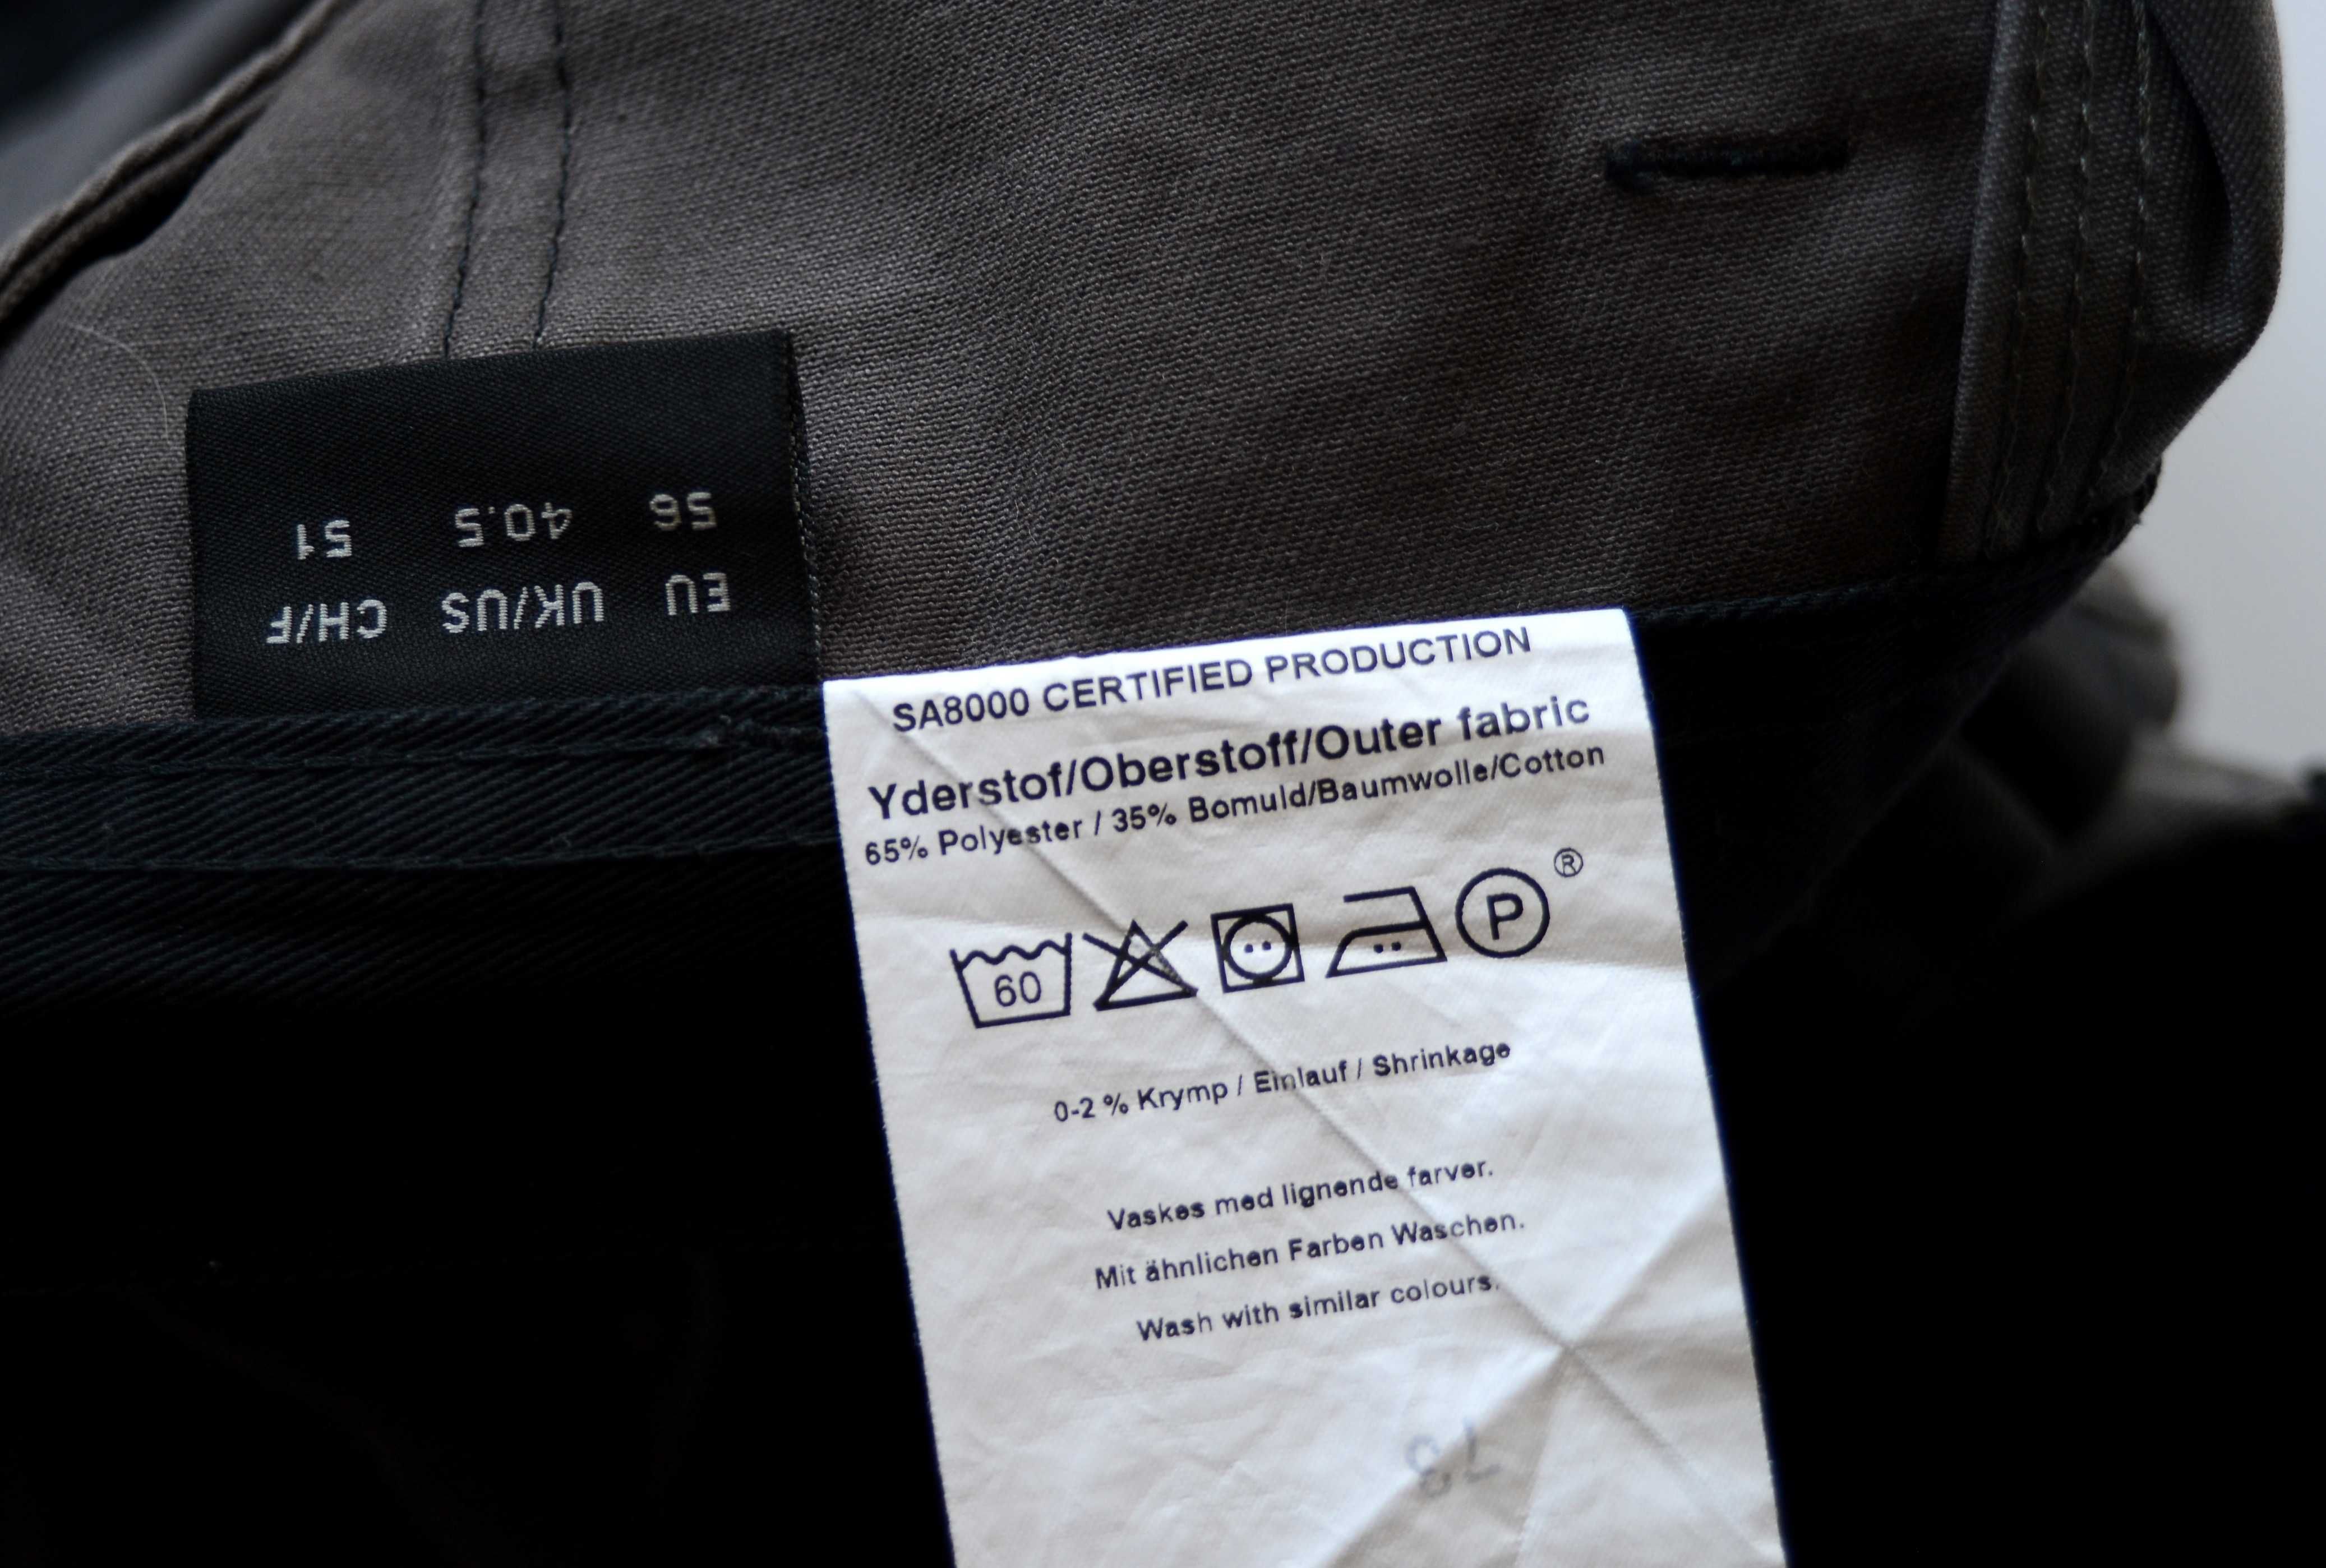 EU UK/US CH/F
56 40.5 51
SA8000 CERTIFIED PRODUCTION
Yderstof/Oberstoff/Outer fabric
65% Polyester / 35% Bomuld/Baumwolle/Cotton
60 P ®
0-2 % Krymp / Einlauf / Shrinkage
Vaskes med lignende farver.
Mit ähnlichen Farben Waschen.
Wash with similar colours.